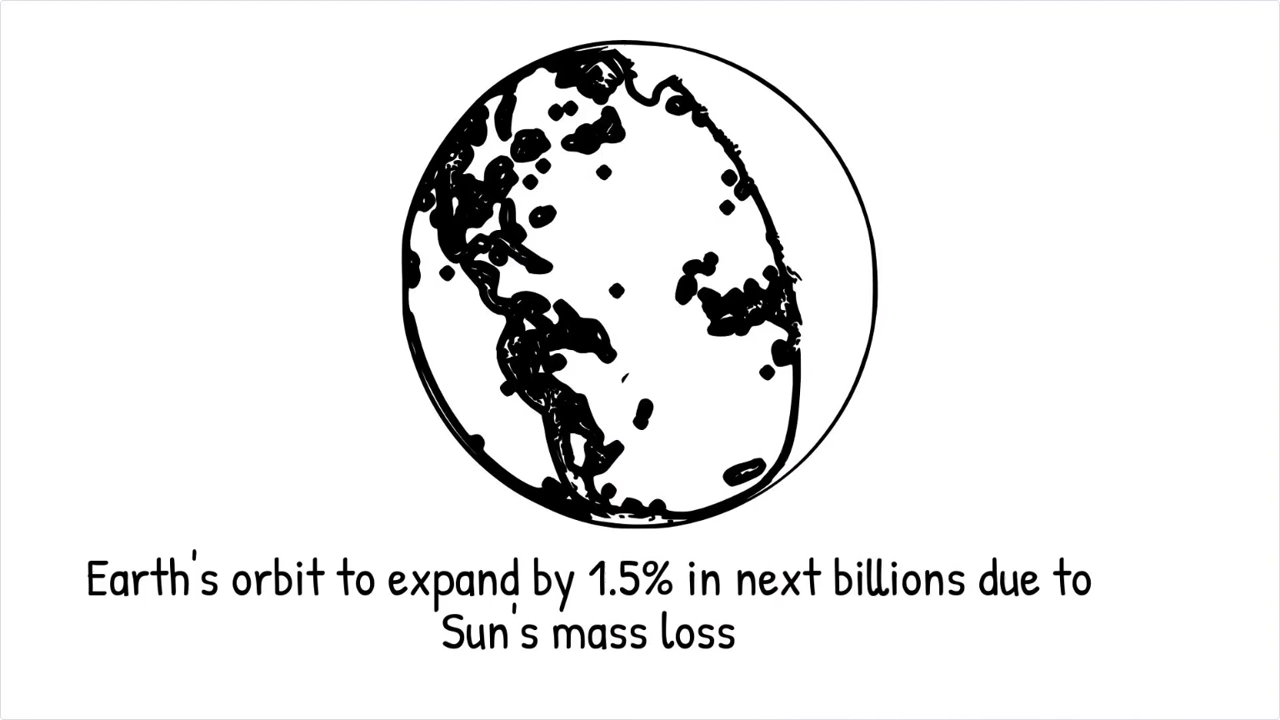 Earth's orbit to expand by 1.5% in next billions due to
Sun's mass loss